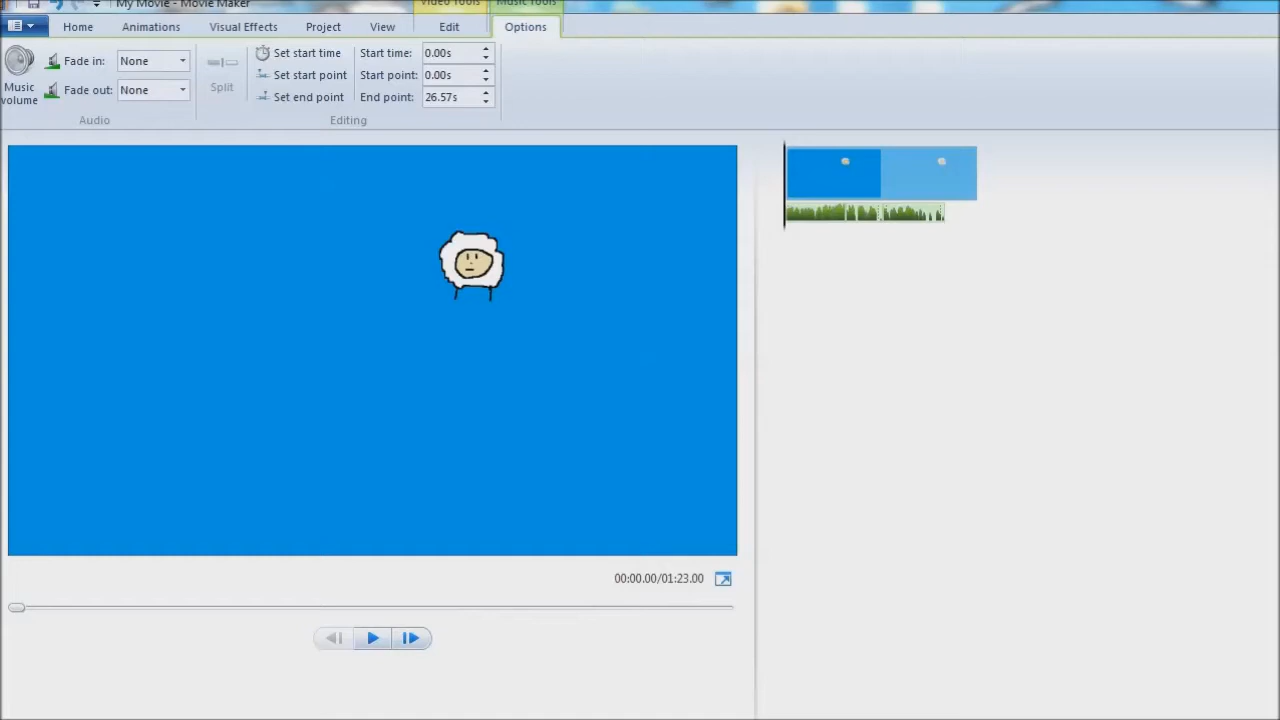 My Movie - Movie Maker
Video Tools
Music Tools
Home
Animations
Visual Effects
Project
View
Edit
Options
Music
volume
Fade in: None
Fade out: None
Audio
Split
Set start time
Set start point
Set end point
Start time: 0.00s
Start point: 0.00s
End point: 26.57s
Editing
00:00.00/01:23.00